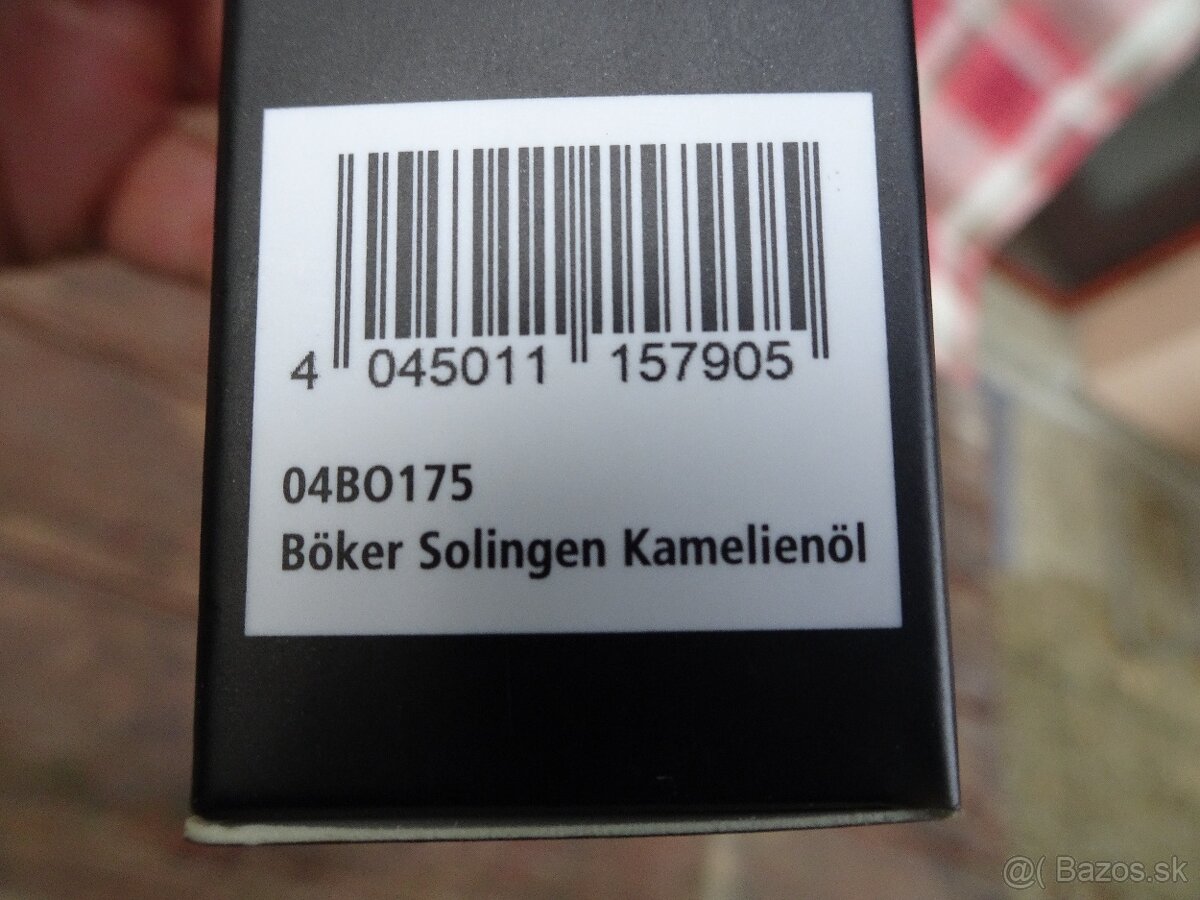 4 045011 157905
04BO175
Böker Solingen Kamelienöl
@( Bazos.sk